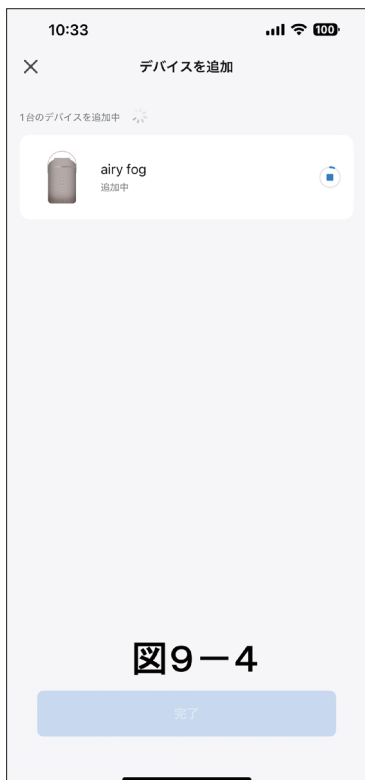 10:33
100
デバイスを追加
1台のデバイスを追加中
airy fog
追加中
図9－4
完了